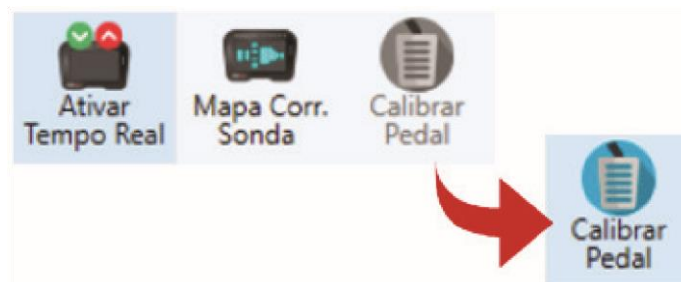 Ativar
Tempo Real
Mapa Corr.
Sonda
Calibrar
Pedal
Calibrar
Pedal